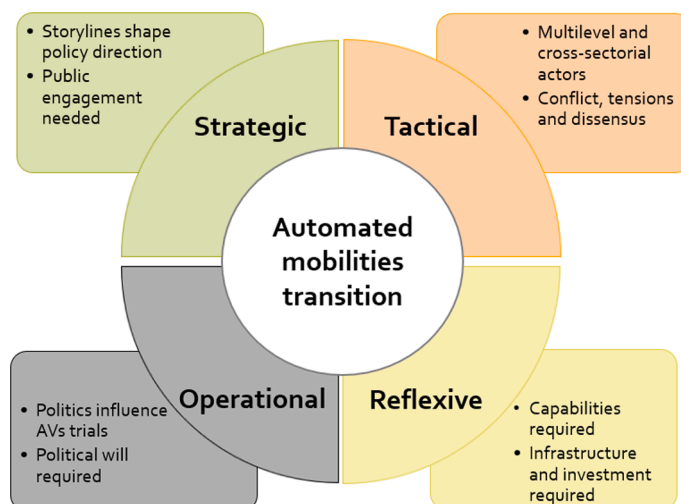 • Storylines shape
policy direction
• Public
engagement
needed
• Multilevel and
cross-sectorial
actors
• Conflict, tensions
and dissensus
Strategic
Tactical
Automated
mobilities
transition
Operational
Reflexive
• Politics influence
AVs trials
• Political will
required
• Capabilities
required
• Infrastructure
and investment
required